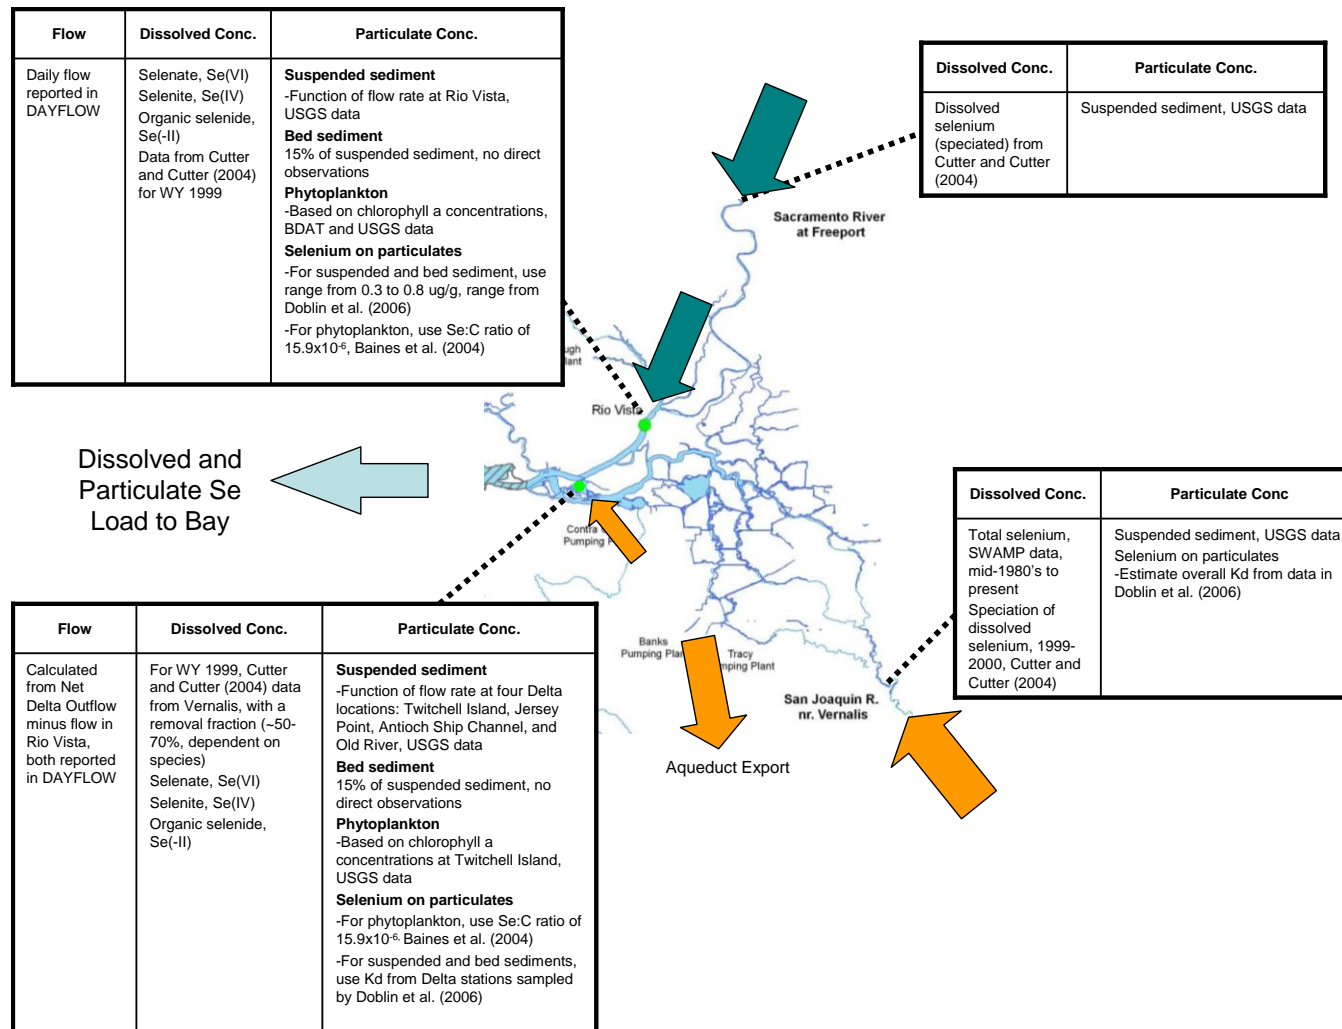 Flow
Dissolved Conc.
Particulate Conc.
Daily flow
reported in
DAYFLOW
Selenate, Se(VI)
Selenite, Se(IV)
Organic selenide,
Se(-II)
Data from Cutter
and Cutter (2004)
for WY 1999
Suspended sediment
-Function of flow rate at Rio Vista,
USGS data
Bed sediment
15% of suspended sediment, no direct
observations
Phytoplankton
-Based on chlorophyll a concentrations,
BDAT and USGS data
Selenium on particulates
-For suspended and bed sediment, use
range from 0.3 to 0.8 ug/g, range from
Doblin et al. (2006)
-For phytoplankton, use Se:C ratio of
15.9x10-6, Baines et al. (2004)
Dissolved Conc.
Particulate Conc.
Dissolved
selenium
(speciated) from
Cutter and Cutter
(2004)
Suspended sediment, USGS data
Sacramento River
at Freeport
Rio Vista
Dissolved and
Particulate Se
Load to Bay
Contra
Pumping
Banks
Pumping Plant
Tracy
Pumping Plant
San Joaquin R.
nr. Vernalis
Aqueduct Export
Dissolved Conc.
Particulate Conc
Total selenium,
SWAMP data,
mid-1980's to
present
Speciation of
dissolved
selenium, 1999-
2000, Cutter and
Cutter (2004)
Suspended sediment, USGS data
Selenium on particulates
-Estimate overall Kd from data in
Doblin et al. (2006)
Flow
Dissolved Conc.
Particulate Conc.
Calculated
from Net
Delta Outflow
minus flow in
Rio Vista,
both reported
in DAYFLOW
For WY 1999, Cutter
and Cutter (2004) data
from Vernalis, with a
removal fraction (~50-
70%, dependent on
species)
Selenate, Se(VI)
Selenite, Se(IV)
Organic selenide,
Se(-II)
Suspended sediment
-Function of flow rate at four Delta
locations: Twitchell Island, Jersey
Point, Antioch Ship Channel, and
Old River, USGS data
Bed sediment
15% of suspended sediment, no
direct observations
Phytoplankton
-Based on chlorophyll a
concentrations at Twitchell Island,
USGS data
Selenium on particulates
-For phytoplankton, use Se:C ratio of
15.9x10-6, Baines et al. (2004)
-For suspended and bed sediments,
use Kd from Delta stations sampled
by Doblin et al. (2006)